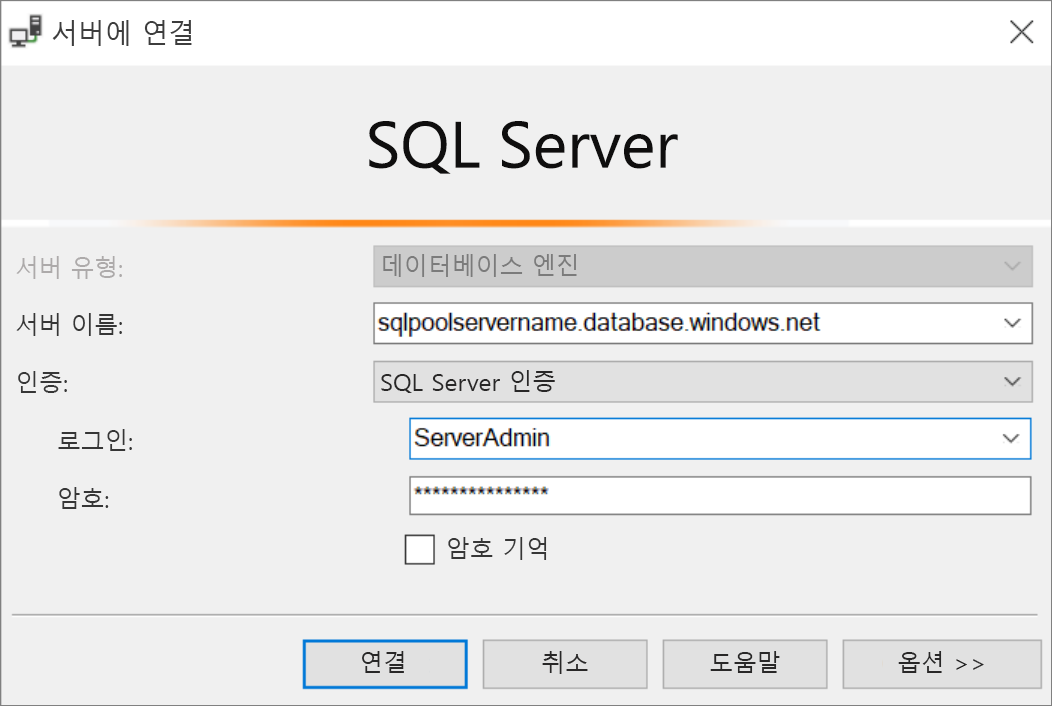 서버에 연결
SQL Server
서버 유형: 데이터베이스 엔진
서버 이름: sqlpoolservername.database.windows.net
인증: SQL Server 인증
로그인: ServerAdmin
암호: ***************
암호 기억
연결 취소 도움말 옵션 >>